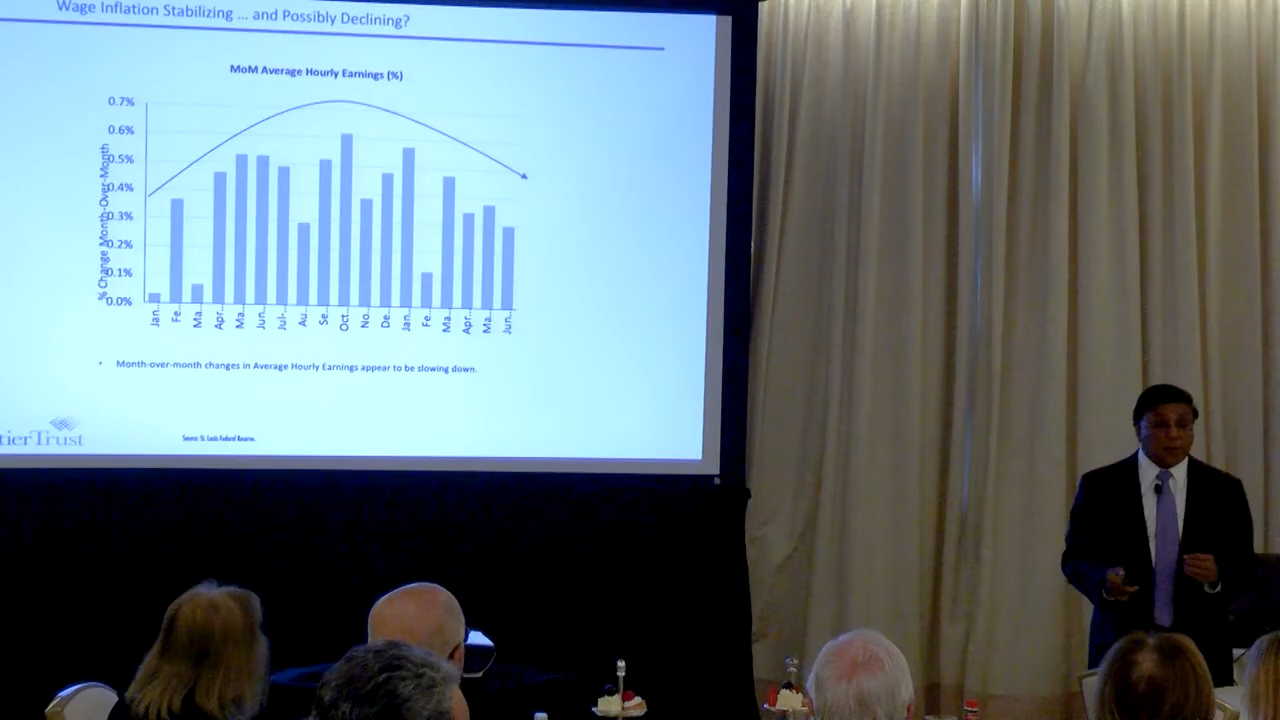 Wage Inflation Stabilizing ... and Possibly Declining?
MoM Average Hourly Earnings (%)
% Change Month-Over-Month
0.7%
0.6%
0.5%
0.4%
0.3%
0.2%
0.1%
0.0%
Jan... Fe... Ma... Apr... Ma... Jun... Jul-... Au... Se... Oct... No... De... Jan... Fe... Ma... Apr... Ma... Jun...
• Month-over-month changes in Average Hourly Earnings appear to be slowing down.
tierTrust
Source: St. Louis Federal Reserve.